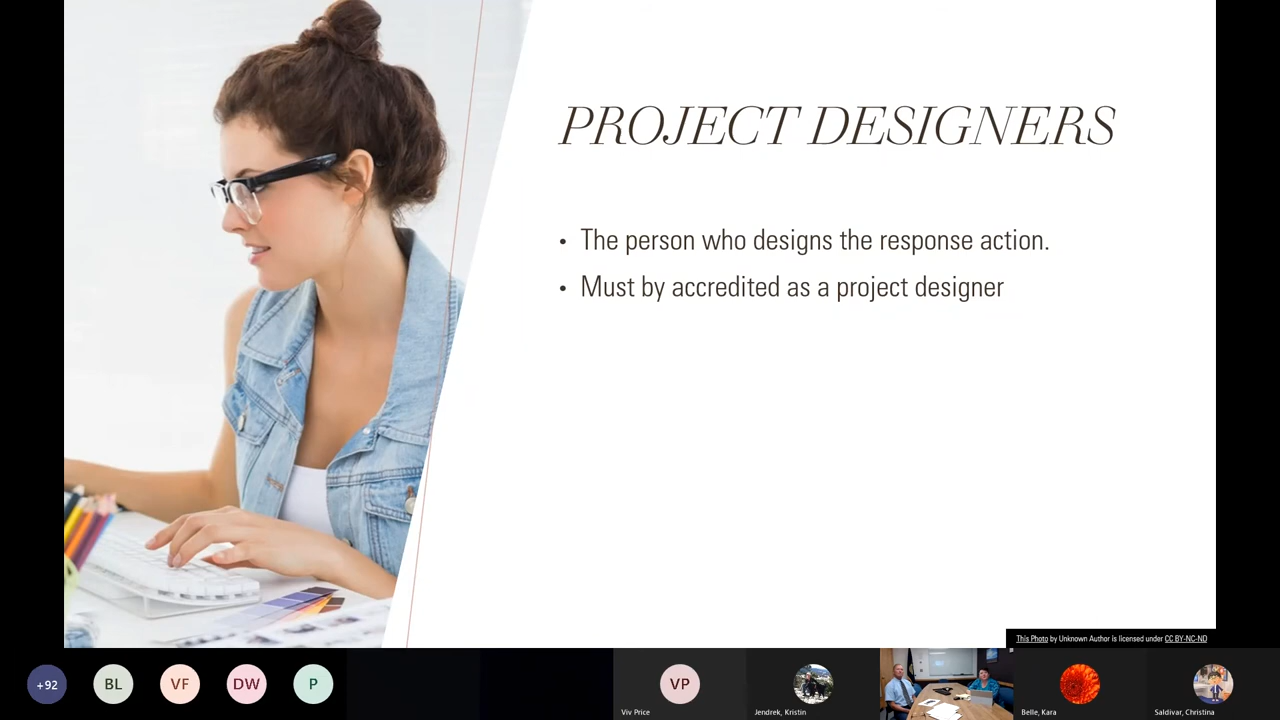 PROJECT DESIGNERS
• The person who designs the response action.
• Must by accredited as a project designer
This Photo by Unknown Author is licensed under CC BY-NC-ND
+92
BL
VF
DW
P
VP
Viv Price
Jendrek, Kristin
Belle, Kara
Saldivar, Christina